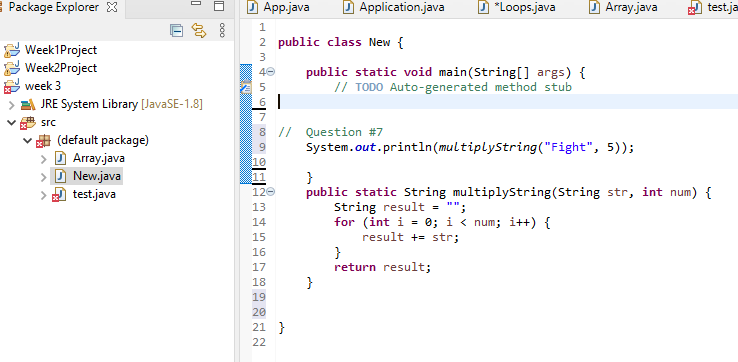 Package Explorer
Week1Project
Week2Project
week 3
JRE System Library [JavaSE-1.8]
src
(default package)
Array.java
New.java
test.java
App.java
Application.java
*Loops.java
Array.java
test.ja
1
2 public class New {
3
4 public static void main(String[] args) {
5 // TODO Auto-generated method stub
6
7
8 // Question #7
9 System.out.println(multiplyString("Fight", 5));
10
11 }
12 public static String multiplyString(String str, int num) {
13 String result = "";
14 for (int i = 0; i < num; i++) {
15 result += str;
16 }
17 return result;
18 }
19
20
21 }
22